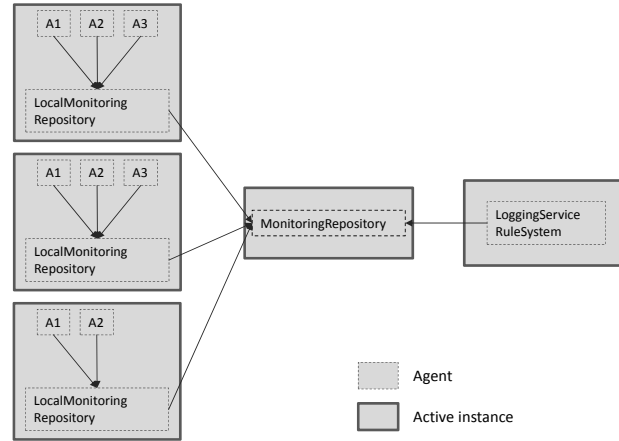 A1 A2 A3
LocalMonitoring
Repository
A1 A2 A3
LocalMonitoring
Repository
A1 A2
LocalMonitoring
Repository
MonitoringRepository
LoggingService
RuleSystem
Agent
Active instance